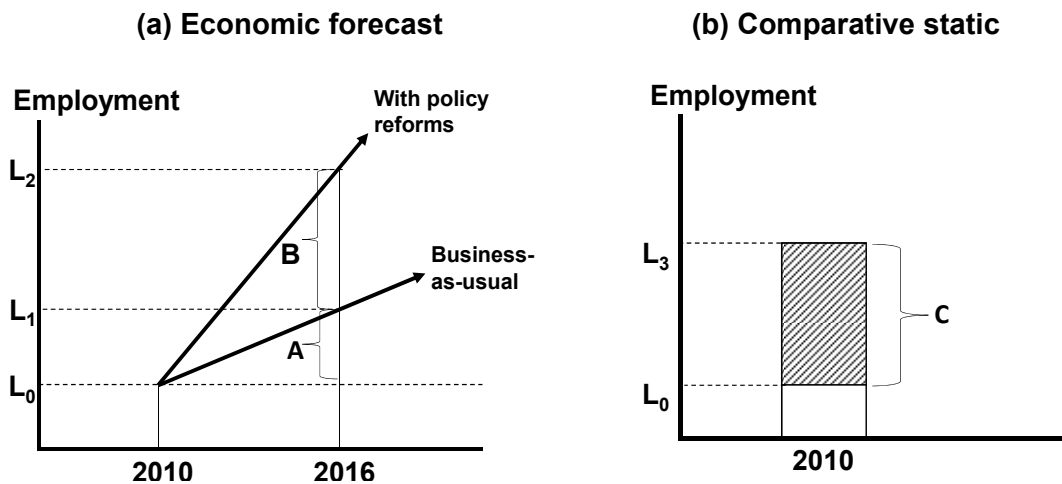 (a) Economic forecast
Employment
With policy
reforms
L2
B
Business-
as-usual
L1
A
L0
2010
2016
(b) Comparative static
Employment
L3
C
L0
2010